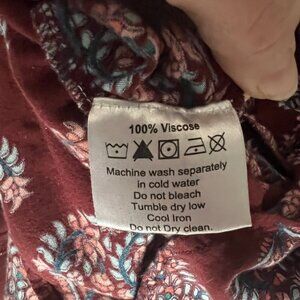 100% Viscose
Machine wash separately
in cold water
Do not bleach
Tumble dry low
Cool Iron
Do not Dry clean.